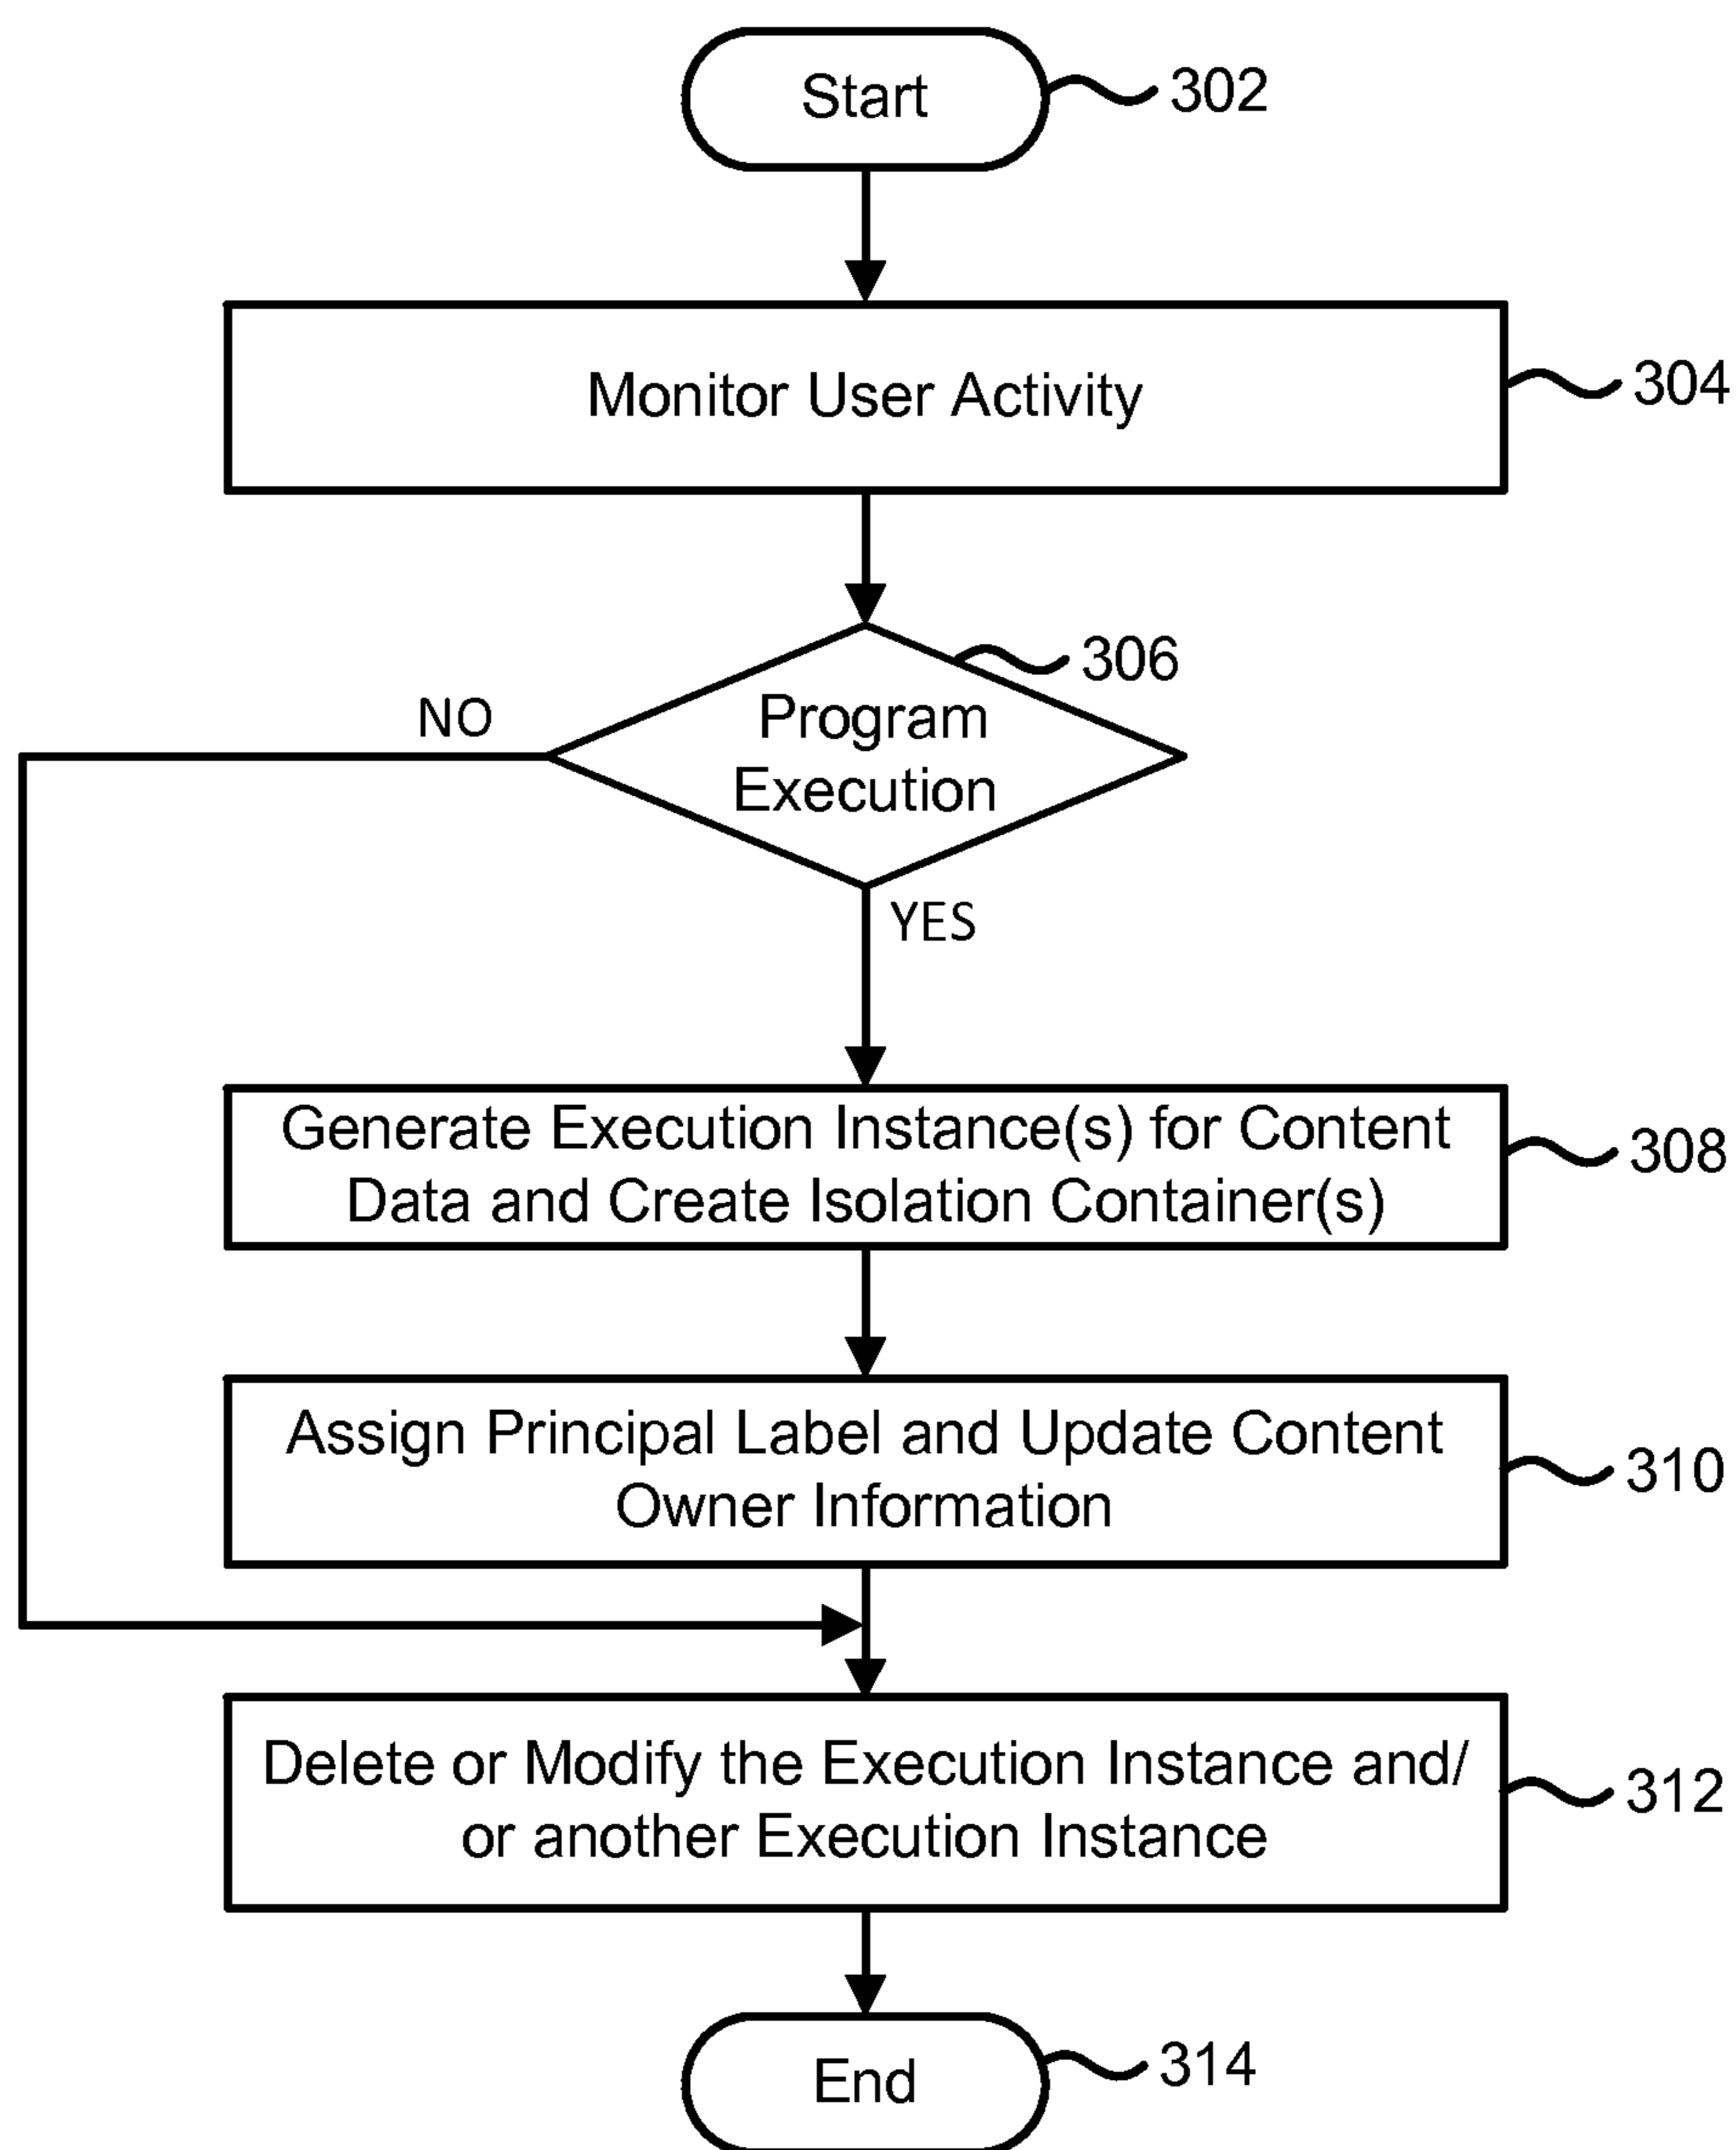 Start
302
Monitor User Activity
304
306
Program
Execution
NO
YES
Generate Execution Instance(s) for Content
Data and Create Isolation Container(s)
308
Assign Principal Label and Update Content
Owner Information
310
Delete or Modify the Execution Instance and/
or another Execution Instance
312
End
314